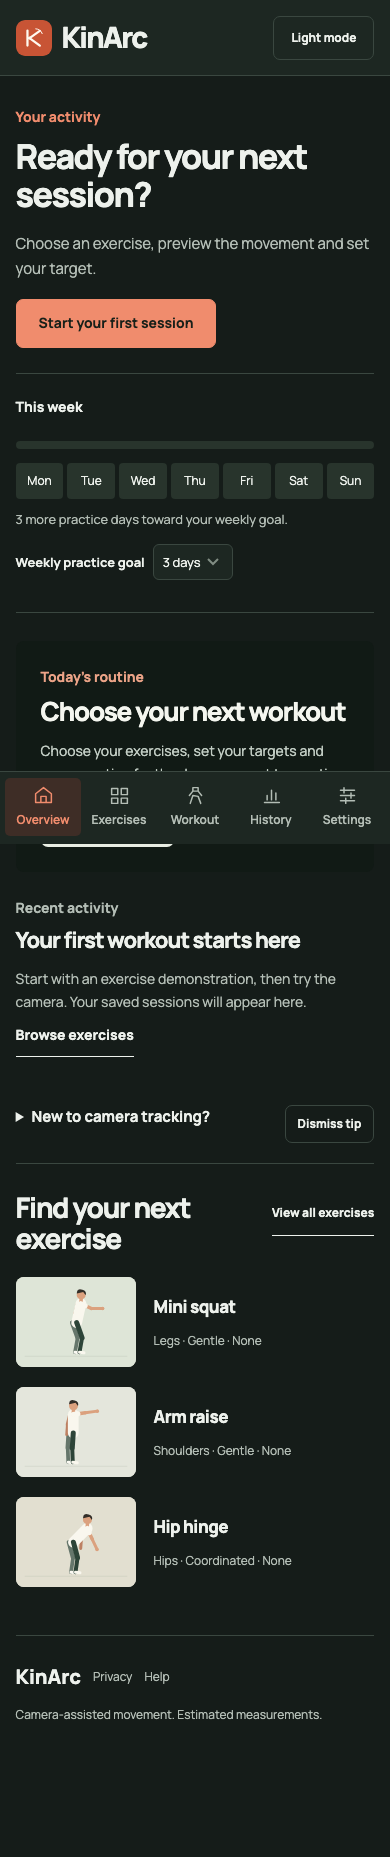 KinArc
Light mode
Your activity
Ready for your next
session?
Choose an exercise, preview the movement and set
your target.
Start your first session
This week
Mon Tue Wed Thu Fri Sat Sun
3 more practice days toward your weekly goal.
Weekly practice goal 3 days
Today's routine
Choose your next workout
Choose your exercises, set your targets and
Overview Exercises Workout History Settings
Recent activity
Your first workout starts here
Start with an exercise demonstration, then try the
camera. Your saved sessions will appear here.
Browse exercises
New to camera tracking?
Dismiss tip
Find your next
exercise
View all exercises
Mini squat
Legs · Gentle · None
Arm raise
Shoulders · Gentle · None
Hip hinge
Hips · Coordinated · None
KinArc Privacy Help
Camera-assisted movement. Estimated measurements.